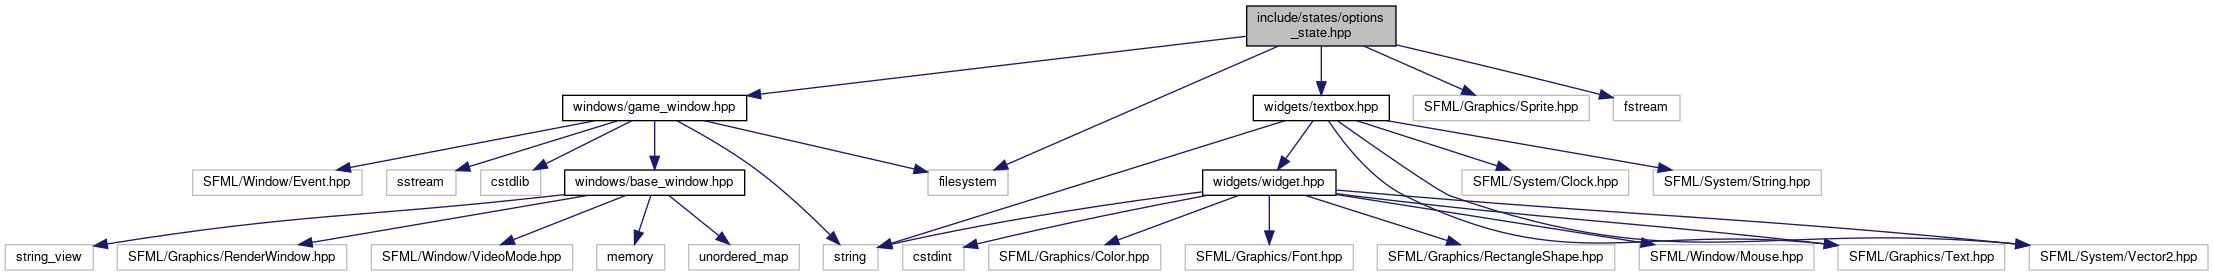 include/states/options
_state.hpp
windows/game_window.hpp
widgets/textbox.hpp
SFML/Graphics/Sprite.hpp
fstream
SFML/Window/Event.hpp
sstream
cstdlib
windows/base_window.hpp
filesystem
widgets/widget.hpp
SFML/System/Clock.hpp
SFML/System/String.hpp
string_view
SFML/Graphics/RenderWindow.hpp
SFML/Window/VideoMode.hpp
memory
unordered_map
string
cstdint
SFML/Graphics/Color.hpp
SFML/Graphics/Font.hpp
SFML/Graphics/RectangleShape.hpp
SFML/Window/Mouse.hpp
SFML/Graphics/Text.hpp
SFML/System/Vector2.hpp